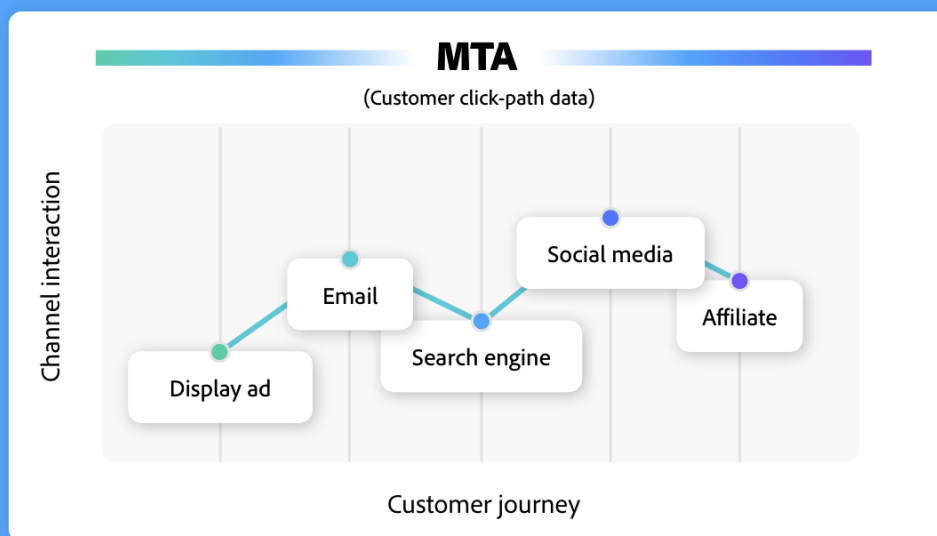 MTA
(Customer click-path data)
Channel interaction
Social media
Email
Affiliate
Search engine
Display ad
Customer journey